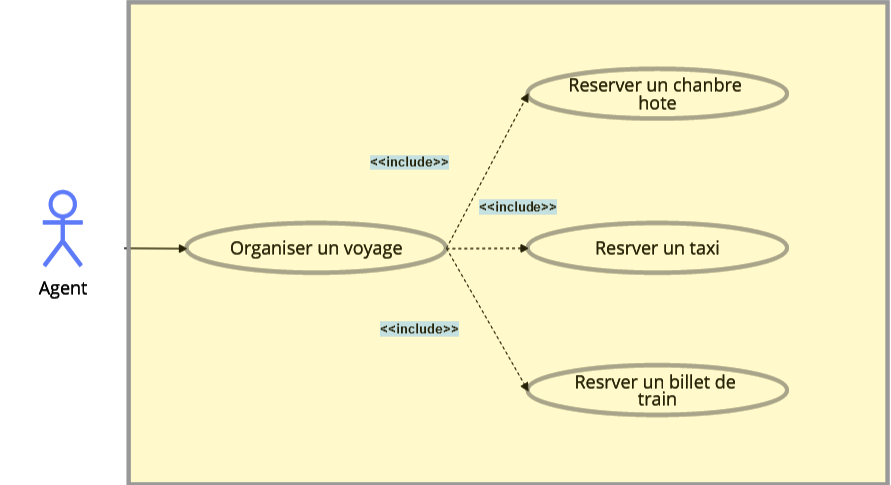 Reserver un chanbre
hote
<<include>>
<<include>>
Organiser un voyage
Resrver un taxi
Agent
<<include>>
Resrver un billet de
train